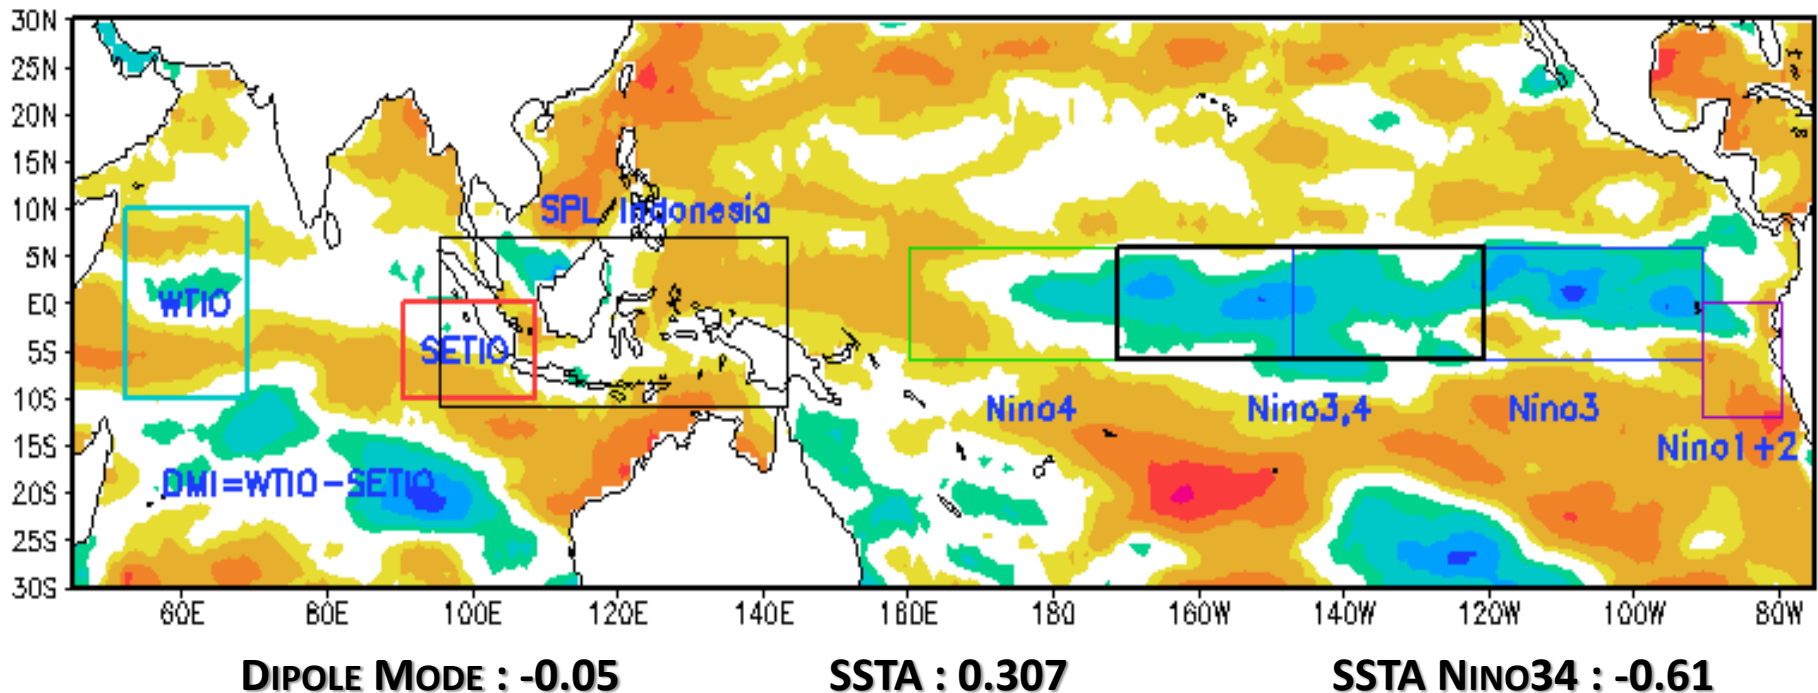 30N
25N
20N
15N
10N
5N
EQ
5S
10S
15S
20S
25S
30S
SPL Indonesia
WTIO
SETIO
Nino4
Nino3,4
Nino3
Nino1+2
DMI=WTIO-SETIO
60E 80E 100E 120E 140E 160E 180 160W 140W 120W 100W 80W
DIPOLE MODE : -0.05 SSTA : 0.307 SSTA NINO34 : -0.61